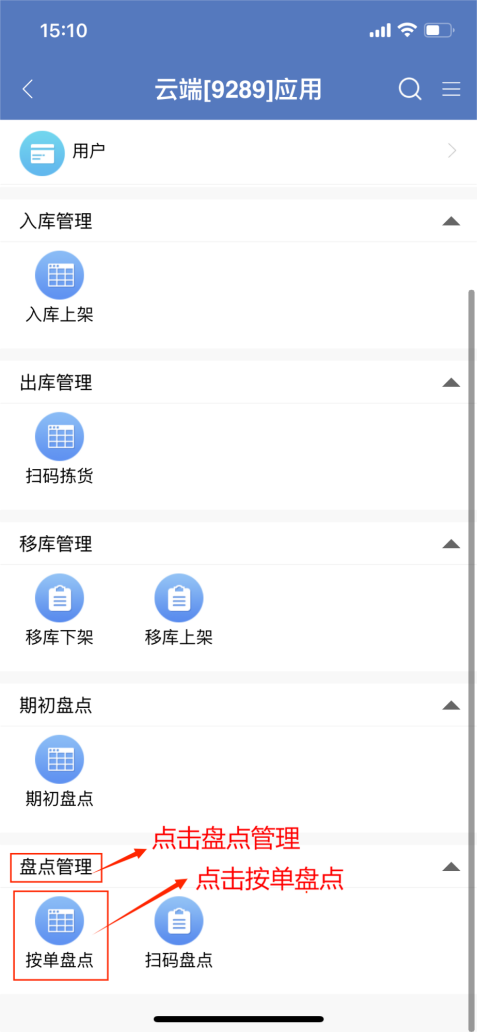 15:10
云端[9289]应用
用户
入库管理
入库上架
出库管理
扫码拣货
移库管理
移库下架 移库上架
期初盘点
期初盘点
点击盘点管理
盘点管理
点击按单盘点
按单盘点 扫码盘点